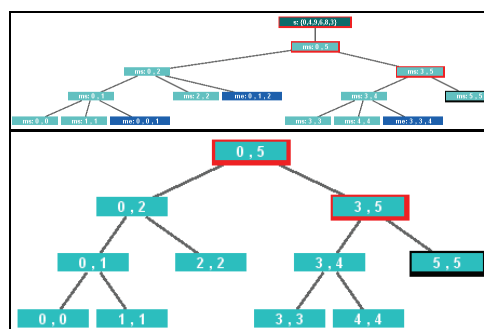 s: {0,4,9,6,8,3}
ms: 0 , 5
ms: 0 , 2 ms: 3 , 5
ms: 0 , 1 ms: 2 , 2 me: 0 , 1 , 2 ms: 3 , 4 ms: 5 , 5
ms: 0 , 0 ms: 1 , 1 me: 0 , 0 , 1 ms: 3 , 3 ms: 4 , 4 me: 3 , 3 , 4
0 , 5
0 , 2 3 , 5
0 , 1 2 , 2 3 , 4 5 , 5
0 , 0 1 , 1 3 , 3 4 , 4